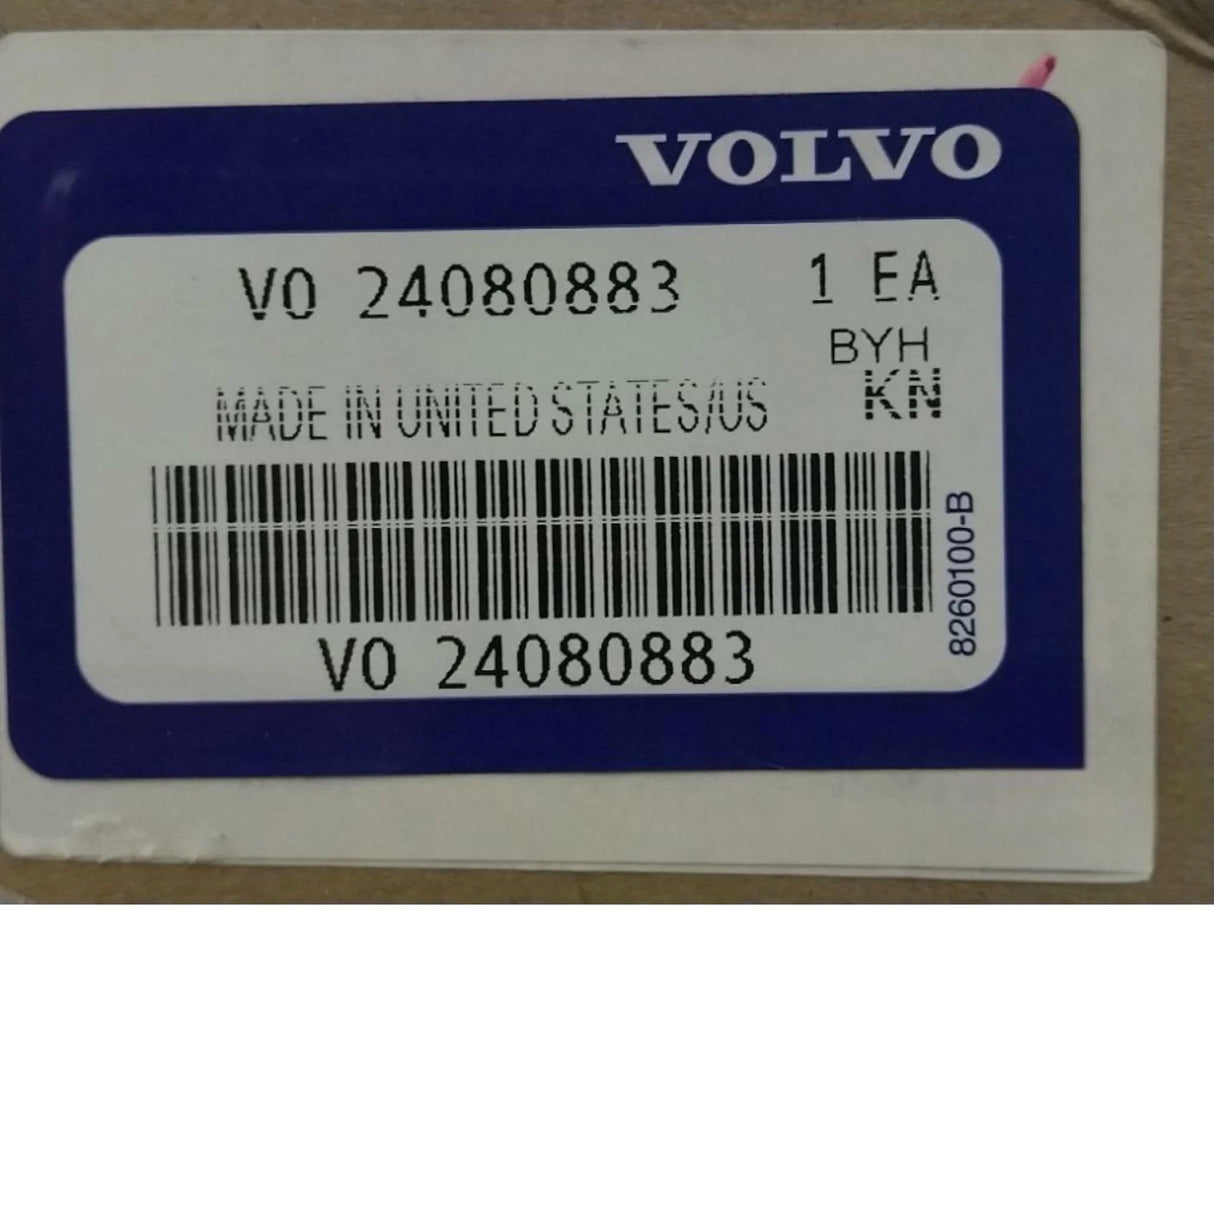 VOLVO
VO 24080883 1 EA
BYH
MADE IN UNITED STATES/US KN
8260100-B
VO 24080883